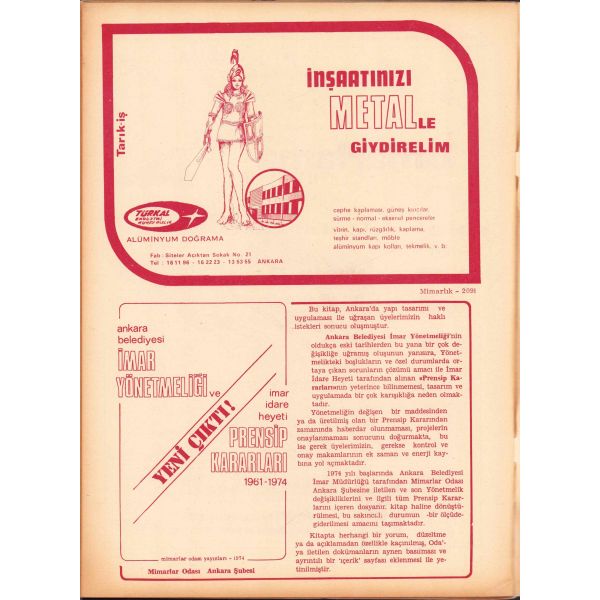 Tarık-iş
İNŞAATINIZI
METALLE
GİYDİRELİM
TÜRKAL
ALÜMİNYUM DOĞRAMA
Fab: Siteler Acıktan Sokak No. 21
Tel : 16 11 96 - 16 22 23 - 13 53 55 ANKARA
cephe kaplaması, güneş kırıcılar,
sürme - normal - eksenel pencereler
vitrin, kapı, rüzgârlık, kaplama,
teşhir standları, möble
alüminyum kapı kolları, tekmelik, v. b.
Mimarlık - 2091
ankara
belediyesi
İMAR
YÖNETMELİĞİ ve
YENİ ÇIKTI!
imar
idare
heyeti
PRENSİP
KARARLARI
1961-1974
mimarlar odası yayınları - 1974
Mimarlar Odası Ankara Şubesi
Bu kitap, Ankara'da yapı tasarımı ve
uygulaması ile uğraşan üyelerimizin haklı
istekleri sonucu oluşmuştur.
Ankara Belediyesi İmar Yönetmeliği'nin
oldukça eski tarihlerden bu yana bir çok de-
ğişikliğe uğramış oluşunun yanısıra, Yönet-
melikteki boşlukların ve özel durumlarda or-
taya çıkan sorunların çözümü amacı ile İmar
İdare Heyeti tarafından alınan «Prensip Ka-
rarları»nın yeterince bilinmemesi, tasarım ve
uygulamada bir çok karışıklığa neden olmak-
tadır.
Yönetmeliğin değişen bir maddesinden
ya da üretilmiş olan bir Prensip Kararından
zamanında haberdar olunmaması, projelerin
onaylanmaması sonucunu doğurmakta, bu
ise gerek üyelerimizin, gerekse kontrol ve
onay makamlarının ek zaman ve enerji kay-
bına yol açmaktadır.
1974 yılı başlarında Ankara Belediyesi
İmar Müdürlüğü tarafından Mimarlar Odası
Ankara Şubesine iletilen ve son Yönetmelik
değişikliklerini ve ilgili tüm Prensip Karar-
larını içeren dosyanır, kitap haline dönüştü-
rülmesi, bu sakıncalı durumun -bir ölçüde-
giderilmesi amacını taşımaktadır.
Kitapta herhangi bir yorum, düzeltme
ya da açıklamadan özellikle kaçınılmış, Oda'-
ya iletilen dokümanların aynen basılması ve
ayrıntılı bir 'içerik' sayfası eklenmesi ile ye-
tinilmiştir.